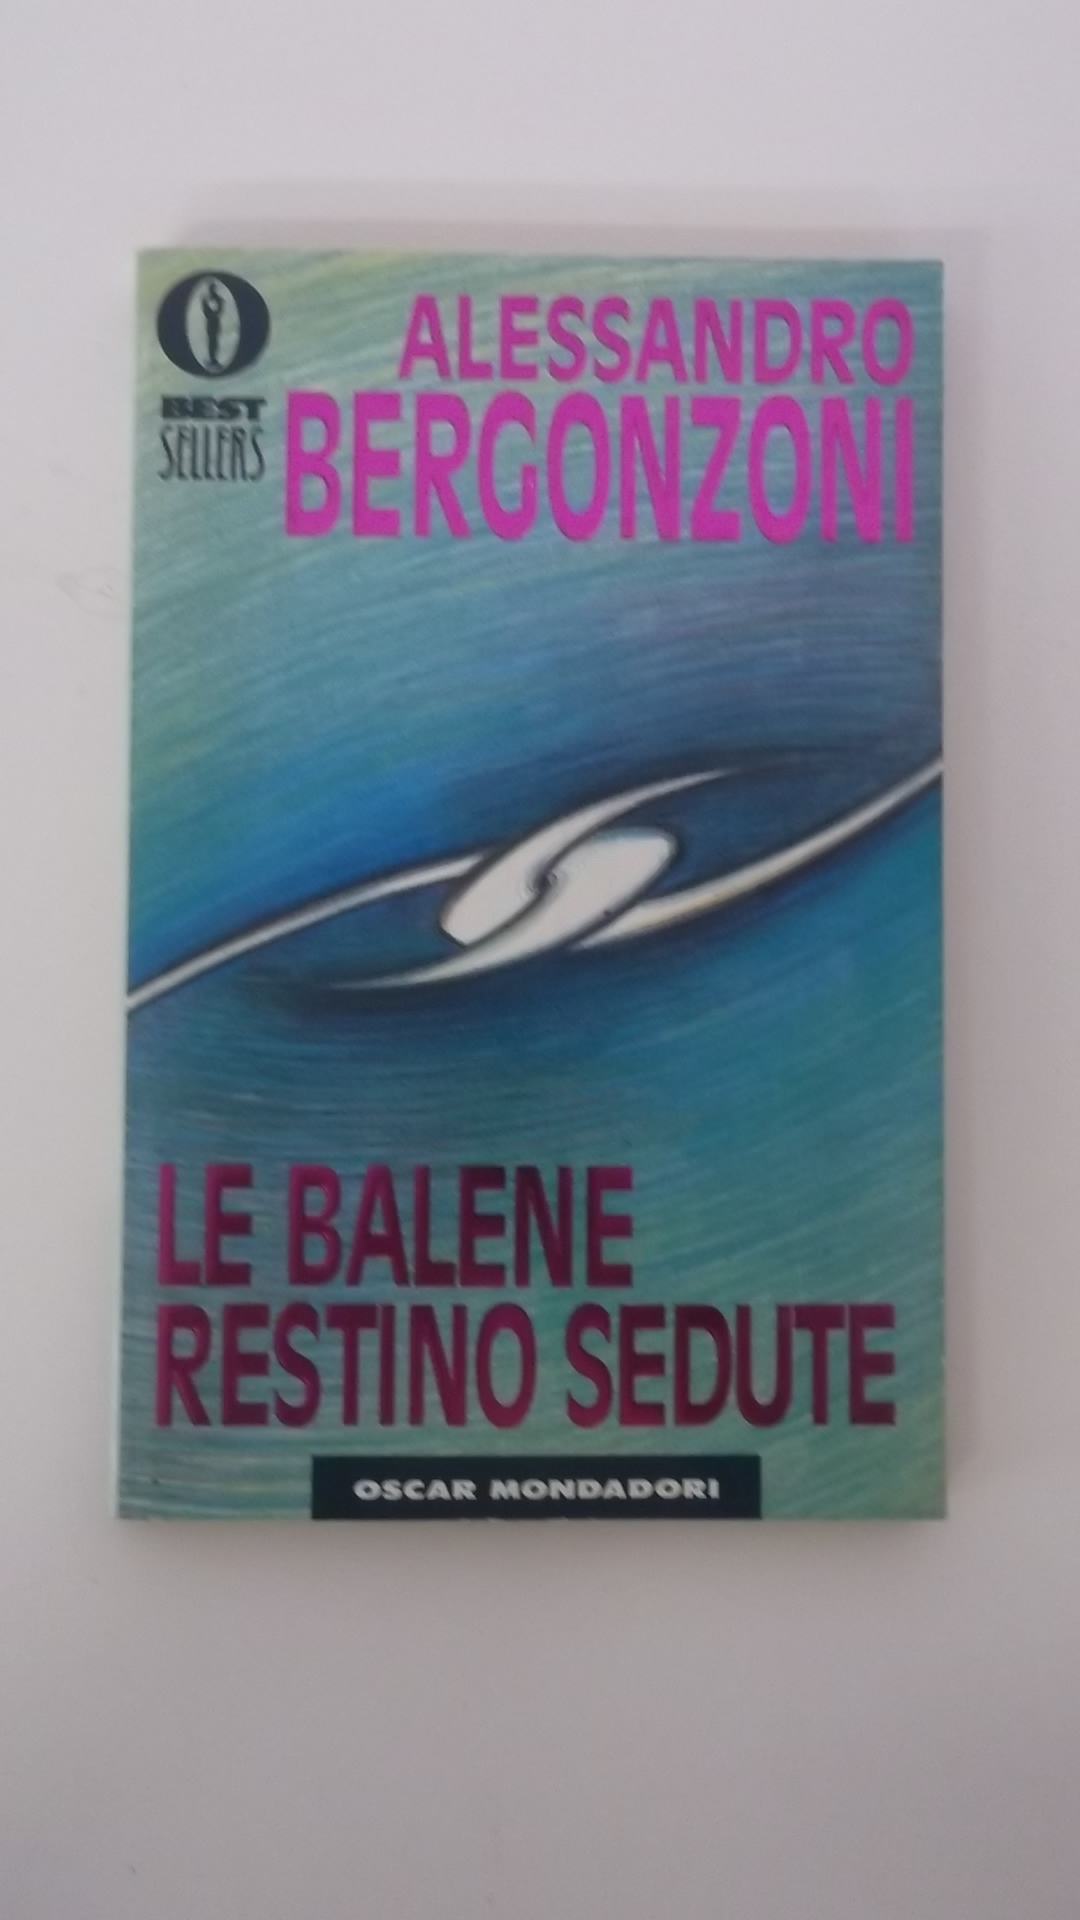 ALESSANDRO
BERGONZONI
BEST
SELLERS
LE BALENE
RESTINO SEDUTE
OSCAR MONDADORI